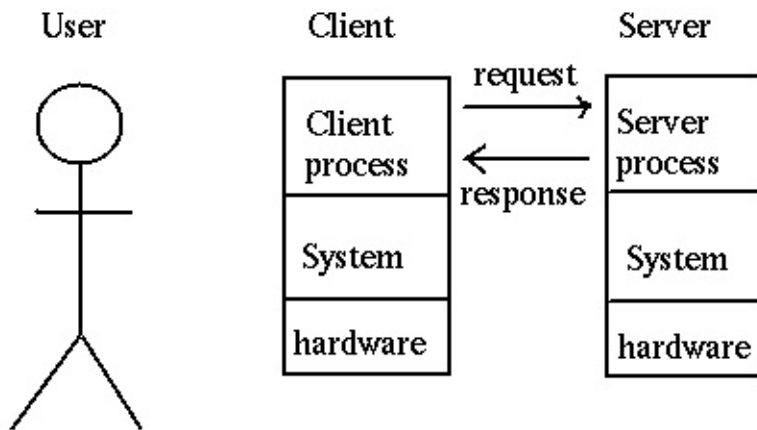 User
Client
Server
request
Client
process
Server
process
response
System
System
hardware
hardware